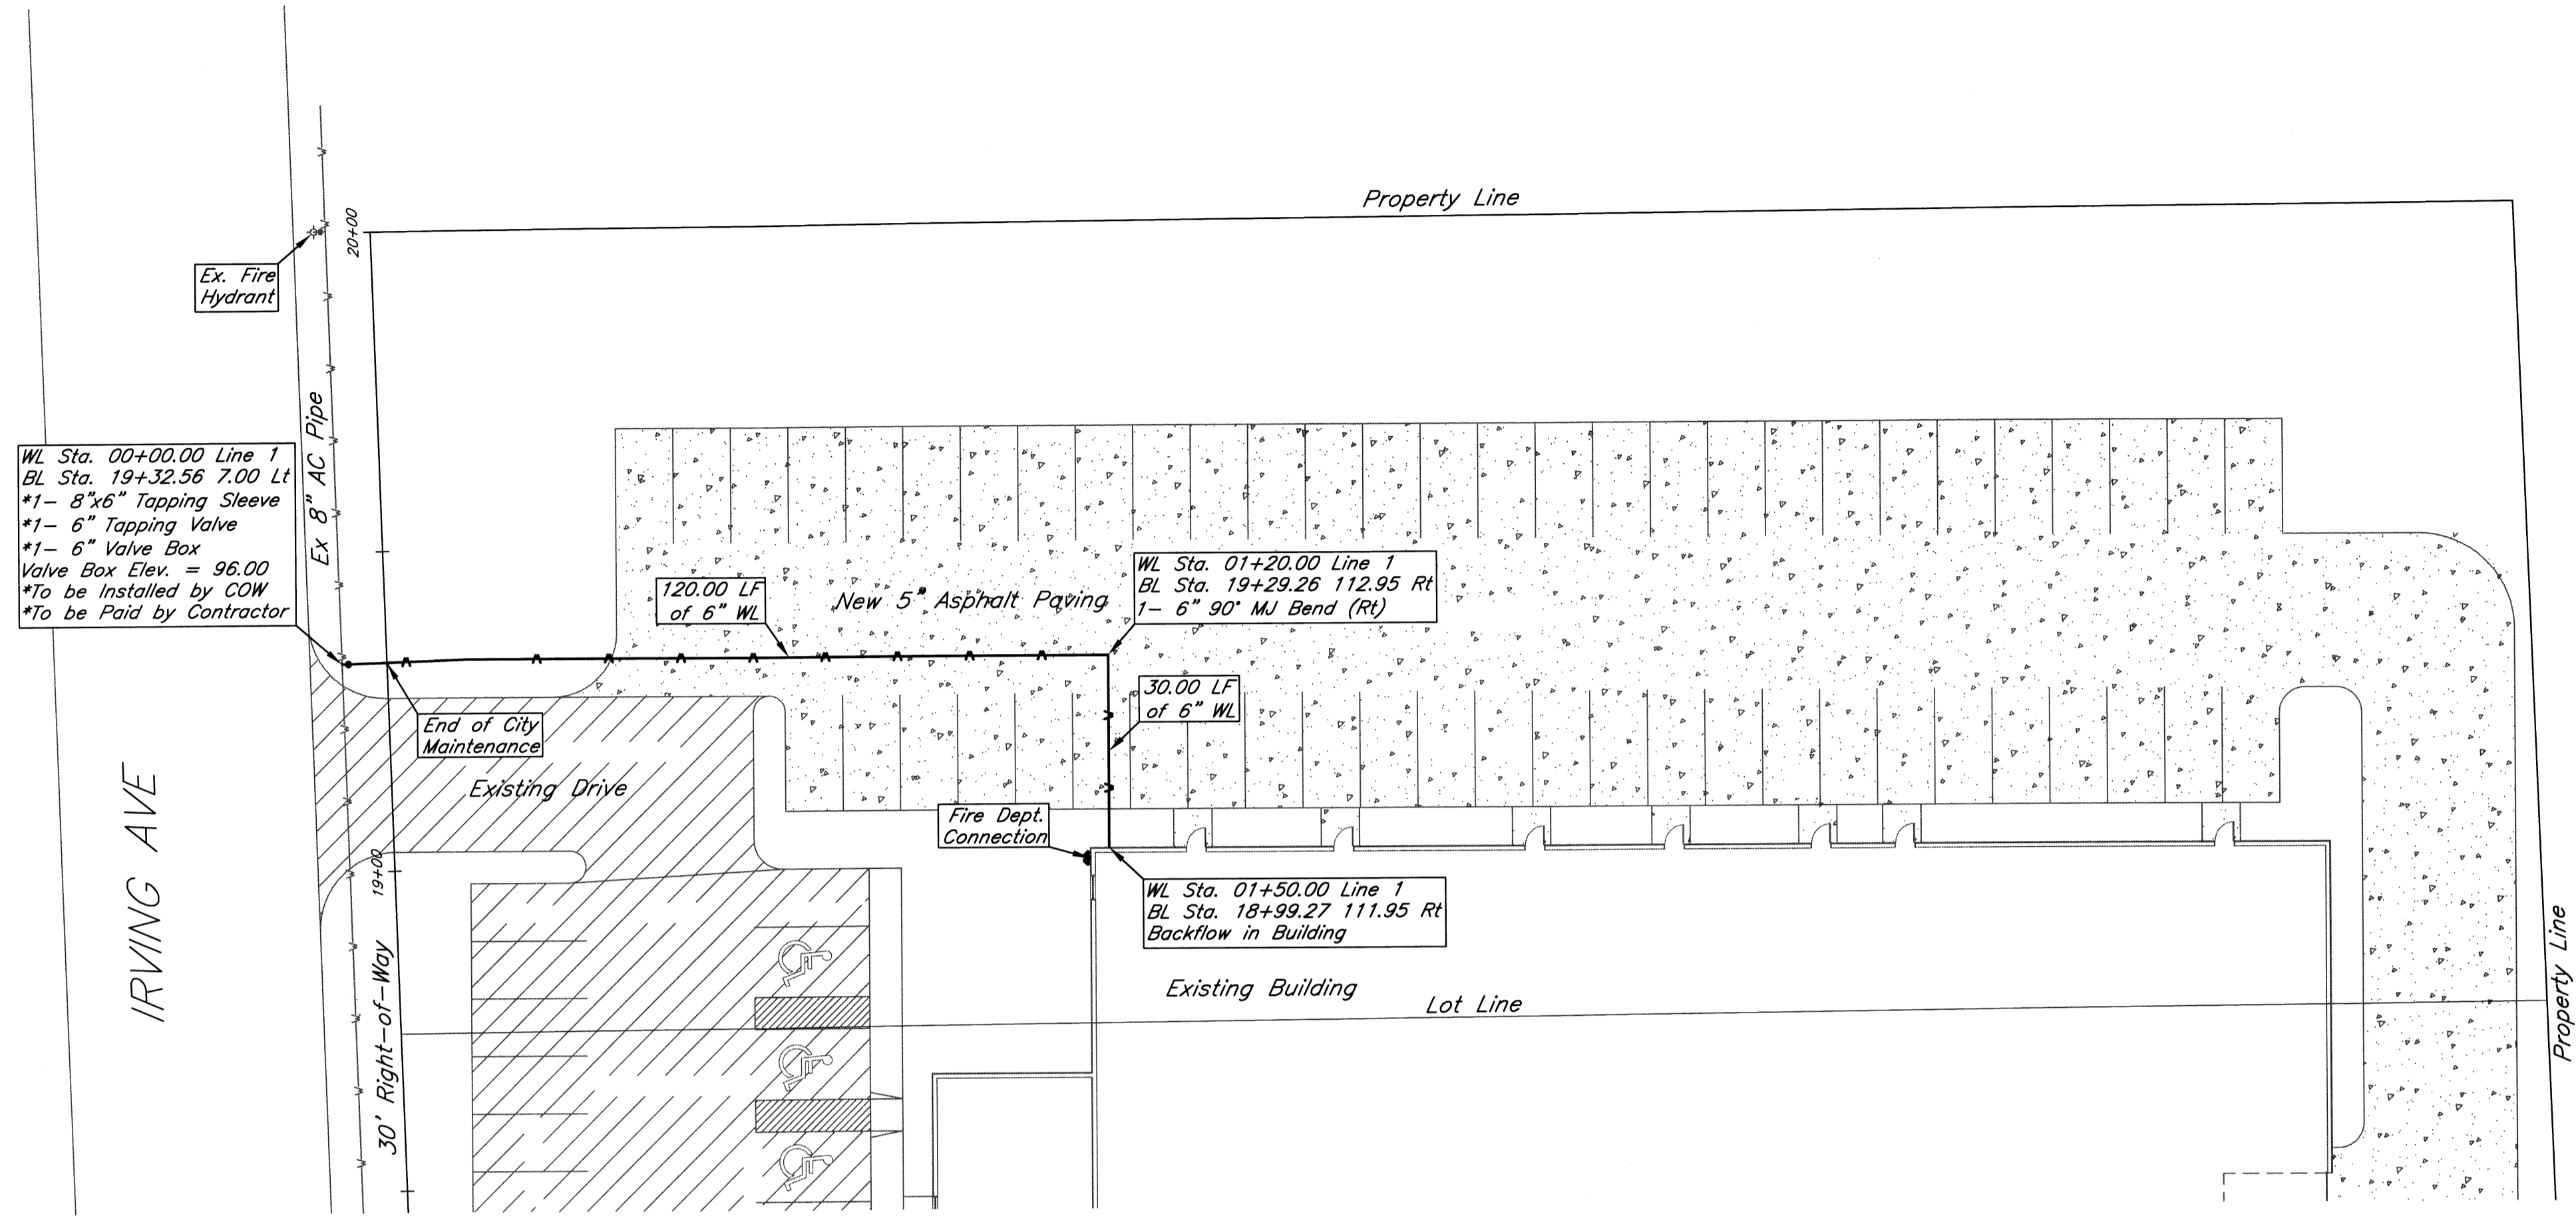 Property Line
20+00
Ex. Fire
Hydrant
Ex 8" AC Pipe
WL Sta. 00+00.00 Line 1
BL Sta. 19+32.56 7.00 Lt
*1- 8"x6" Tapping Sleeve
*1- 6" Tapping Valve
*1- 6" Valve Box
Valve Box Elev. = 96.00
*To be Installed by COW
*To be Paid by Contractor
120.00 LF
of 6" WL
New 5" Asphalt Paving
WL Sta. 01+20.00 Line 1
BL Sta. 19+29.26 112.95 Rt
1- 6" 90° MJ Bend (Rt)
30.00 LF
of 6" WL
End of City
Maintenance
Existing Drive
Fire Dept.
Connection
19+00
WL Sta. 01+50.00 Line 1
BL Sta. 18+99.27 111.95 Rt
Backflow in Building
IRVING AVE
30' Right-of-Way
Existing Building
Lot Line
Property Line